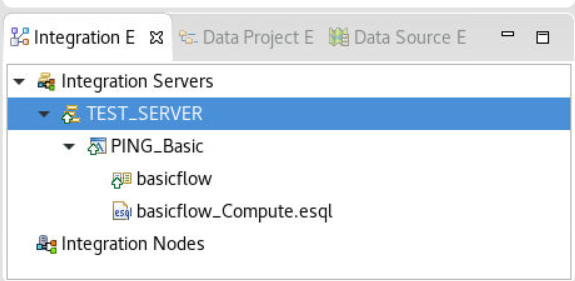 Integration E Data Project E Data Source E
Integration Servers
TEST_SERVER
PING_Basic
basicflow
esql basicflow_Compute.esql
Integration Nodes